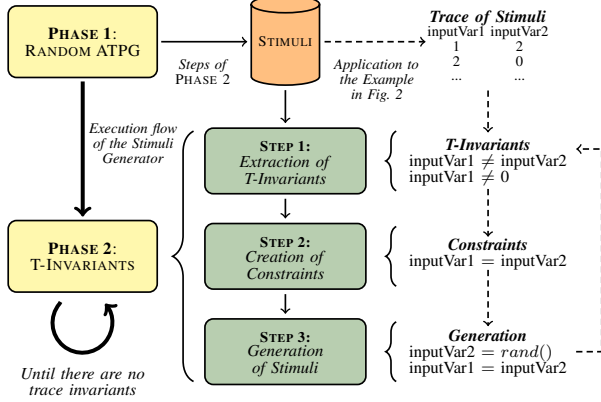 PHASE 1:
RANDOM ATPG
Steps of
PHASE 2
STIMULI
Application to
the Example
in Fig. 2
Trace of Stimuli
inputVar1 inputVar2
1 2
2 0
... ...
Execution flow
of the Stimuli
Generator
STEP 1:
Extraction of
T-Invariants
T-Invariants
inputVar1 ≠ inputVar2
inputVar1 ≠ 0
PHASE 2:
T-INVARIANTS
STEP 2:
Creation of
Constraints
Constraints
inputVar1 = inputVar2
Until there are no
trace invariants
STEP 3:
Generation
of Stimuli
Generation
inputVar2 = rand()
inputVar1 = inputVar2